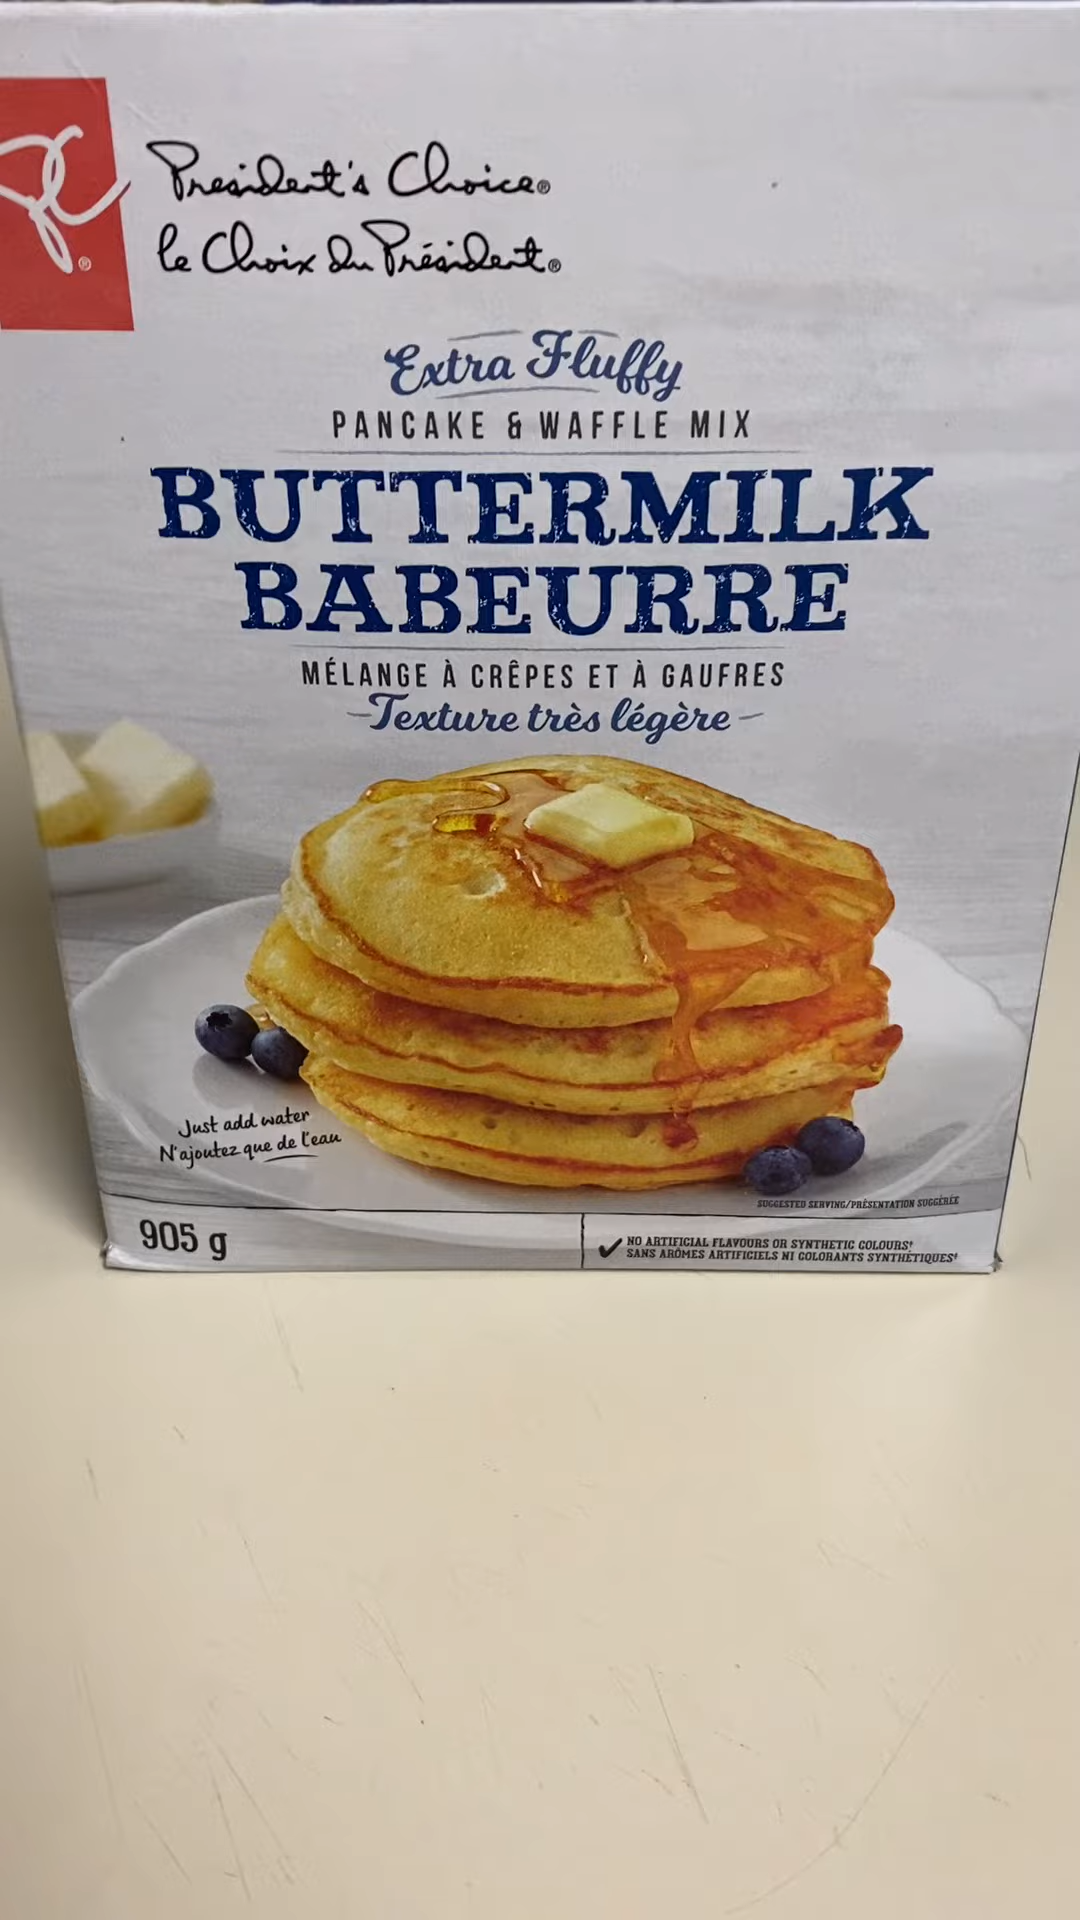 PC®
President's Choice®
le Choix du Président®
Extra Fluffy
PANCAKE & WAFFLE MIX
BUTTERMILK
BABEURRE
MÉLANGE À CRÊPES ET À GAUFRES
Texture très légère
Just add water
N'ajoutez que de l'eau
SUGGESTED SERVING/PRÉSENTATION SUGGÉRÉE
905 g
NO ARTIFICIAL FLAVOURS OR SYNTHETIC COLOURS†
SANS ARÔMES ARTIFICIELS NI COLORANTS SYNTHÉTIQUES†